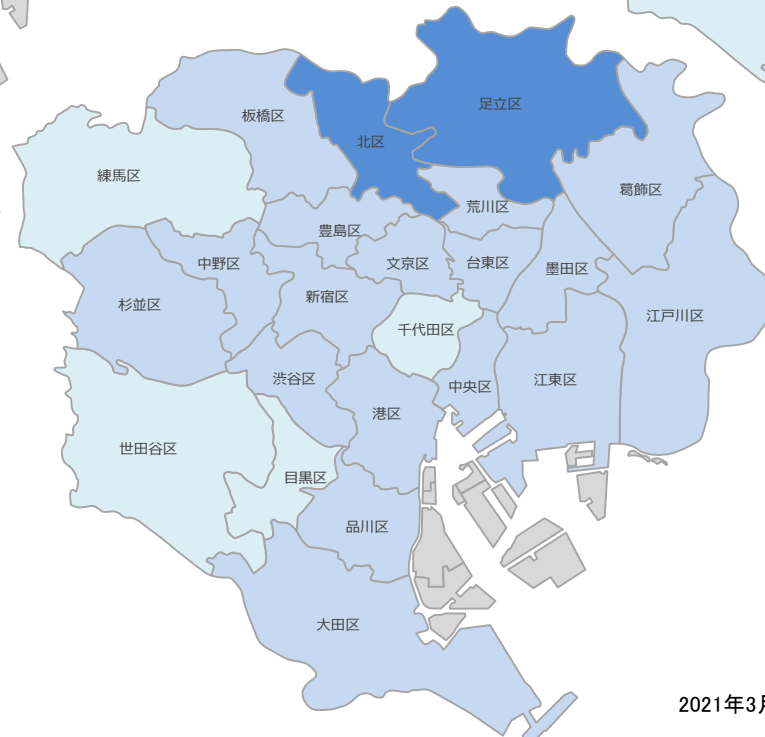 足立区
板橋区
北区
練馬区
葛飾区
荒川区
豊島区
中野区
文京区
台東区
墨田区
杉並区
新宿区
江戸川区
千代田区
渋谷区
中央区
江東区
港区
世田谷区
目黒区
品川区
大田区
2021年3月